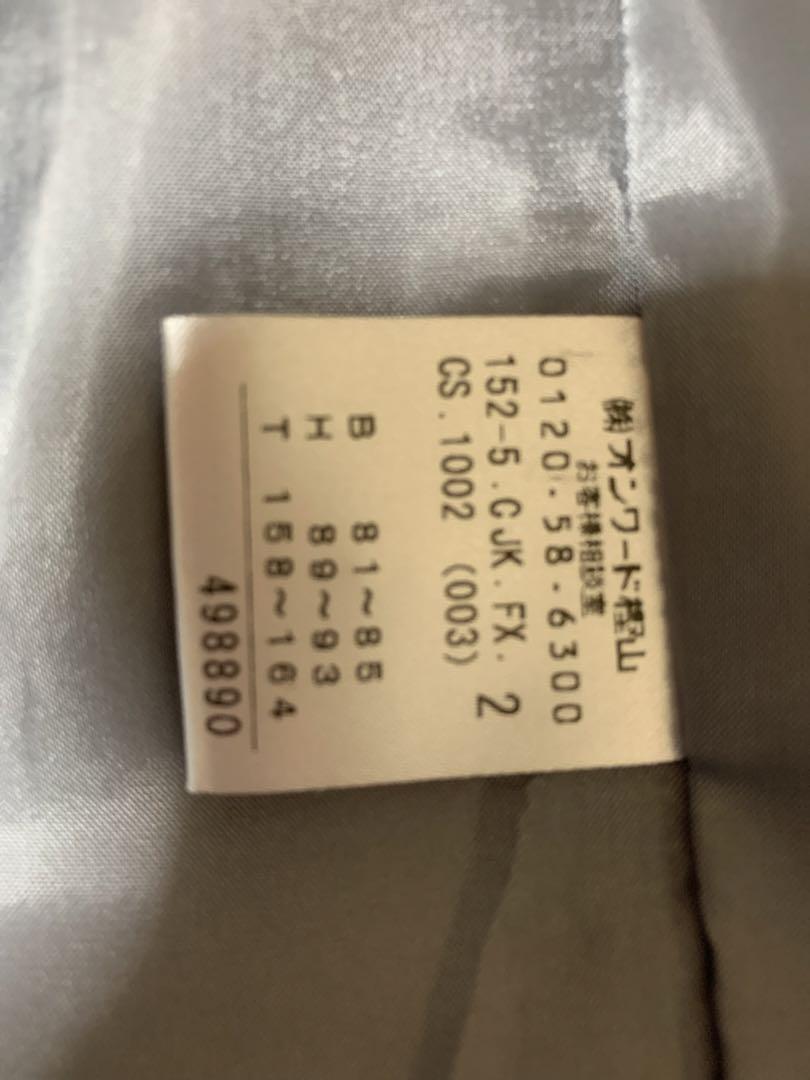 ㈱オンワード樫山
お客様相談室
0120・58・6300
152-5.CJK.FX. 2
CS.1002 (003)
B 81~85
H 89~93
T 158~164
498890